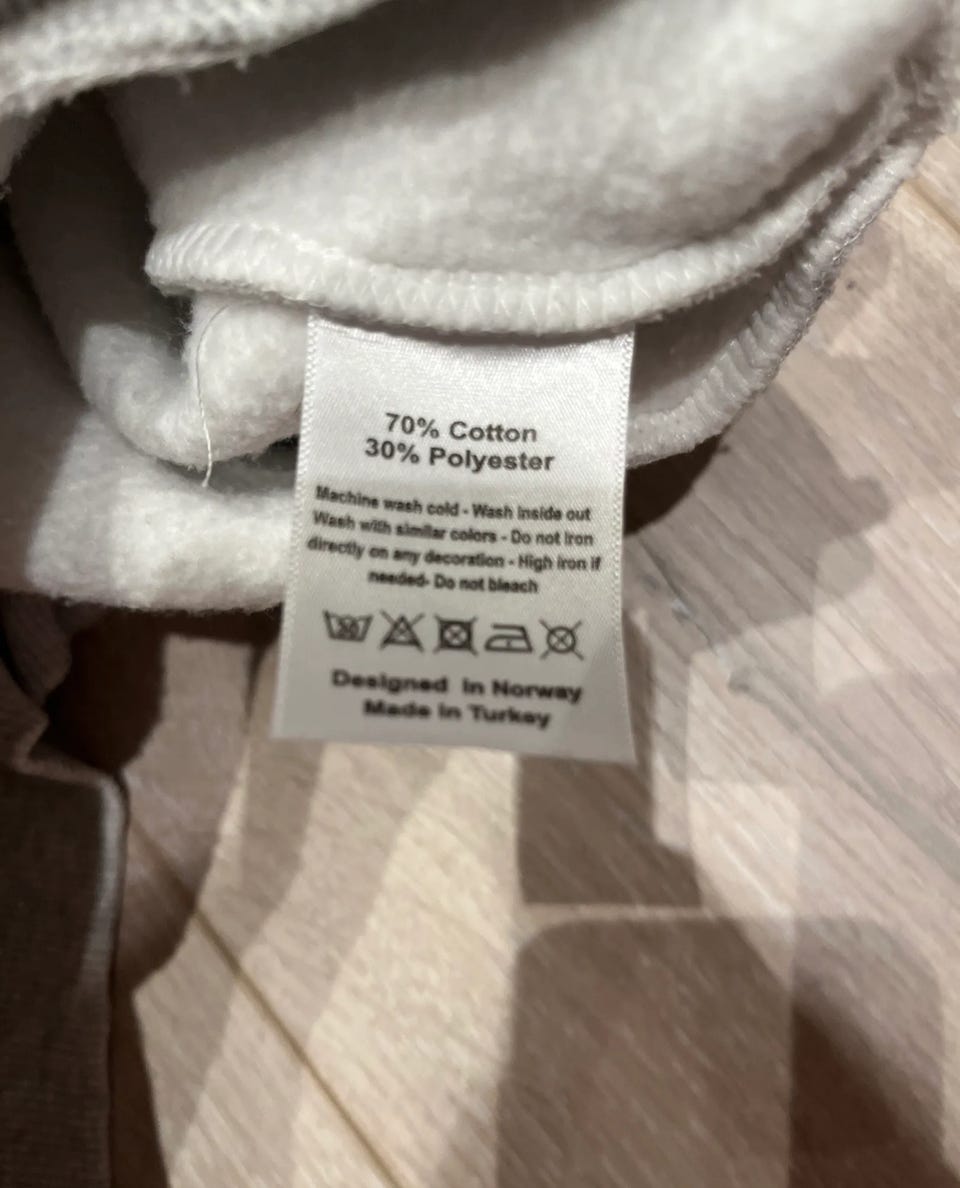 70% Cotton
30% Polyester
Machine wash cold - Wash inside out
Wash with similar colors - Do not iron
directly on any decoration - High iron if
needed- Do not bleach
Designed in Norway
Made in Turkey